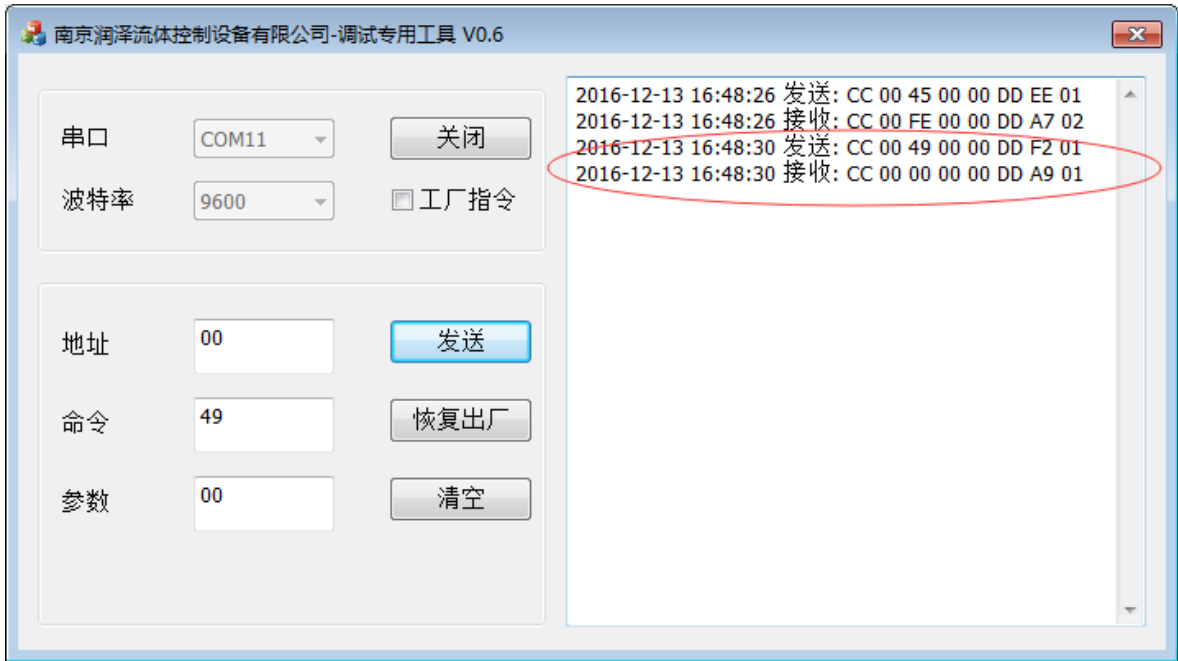 南京润泽流体控制设备有限公司-调试专用工具 V0.6
串口
COM11
关闭
波特率
9600
工厂指令
地址
00
发送
命令
49
恢复出厂
参数
00
清空
2016-12-13 16:48:26 发送: CC 00 45 00 00 DD EE 01
2016-12-13 16:48:26 接收: CC 00 FE 00 00 DD A7 02
2016-12-13 16:48:30 发送: CC 00 49 00 00 DD F2 01
2016-12-13 16:48:30 接收: CC 00 00 00 00 DD A9 01